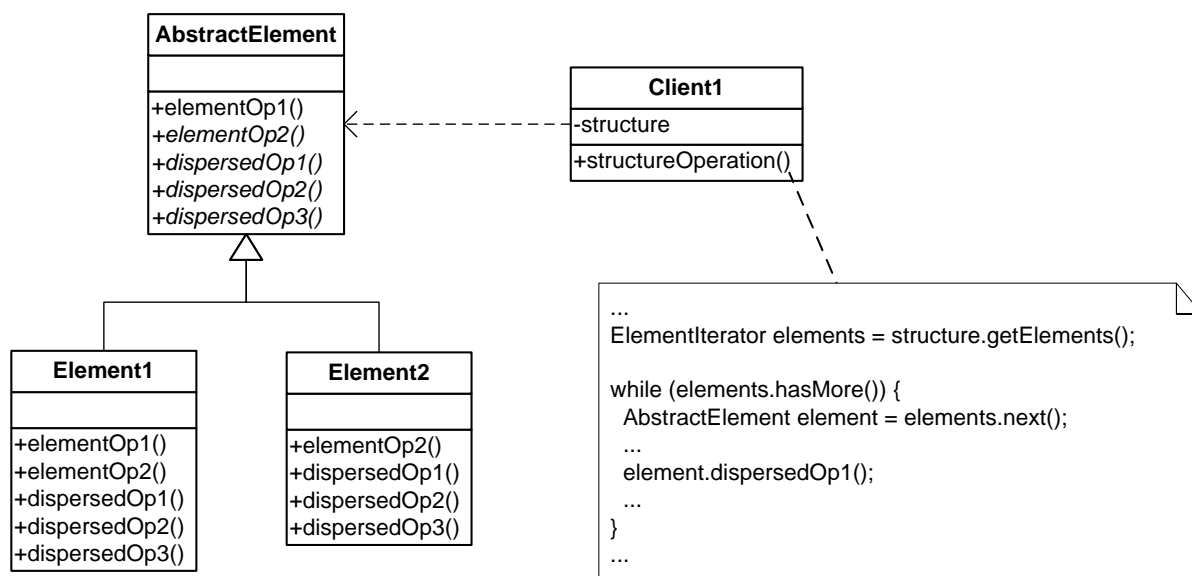 AbstractElement
+elementOp1()
+elementOp2()
+dispersedOp1()
+dispersedOp2()
+dispersedOp3()
Client1
-structure
+structureOperation()
Element1
+elementOp1()
+elementOp2()
+dispersedOp1()
+dispersedOp2()
+dispersedOp3()
Element2
+elementOp2()
+dispersedOp1()
+dispersedOp2()
+dispersedOp3()
...
ElementIterator elements = structure.getElements();
while (elements.hasMore()) {
AbstractElement element = elements.next();
...
element.dispersedOp1();
...
}
...